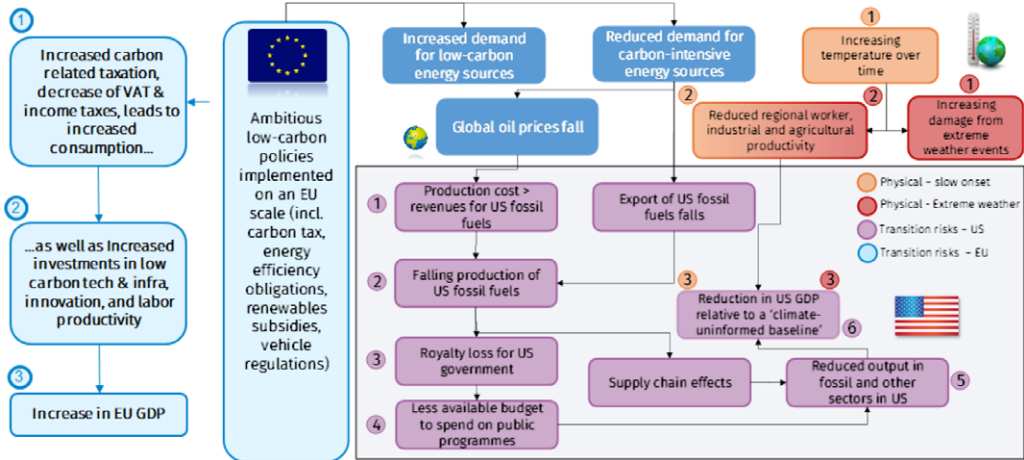 1
Increased carbon
related taxation,
decrease of VAT &
income taxes, leads to
increased
consumption...
2
...as well as Increased
investments in low
carbon tech & infra,
innovation, and labor
productivity
3
Increase in EU GDP
Ambitious
low-carbon
policies
implemented
on an EU
scale (incl.
carbon tax,
energy
efficiency
obligations,
renewables
subsidies,
vehicle
regulations)
Increased demand
for low-carbon
energy sources
Reduced demand for
carbon-intensive
energy sources
Global oil prices fall
1
Increasing
temperature over
time
2
2
Reduced regional worker,
industrial and agricultural
productivity
1
Increasing
damage from
extreme
weather events
Physical – slow onset
Physical - Extreme weather
Transition risks – US
Transition risks – EU
1
Production cost >
revenues for US fossil
fuels
Export of US fossil
fuels falls
2
Falling production of
US fossil fuels
3
3
Reduction in US GDP
relative to a 'climate-
uninformed baseline'
6
3
Royalty loss for US
government
Supply chain effects
Reduced output in
fossil and other
sectors in US
5
4
Less available budget
to spend on public
programmes